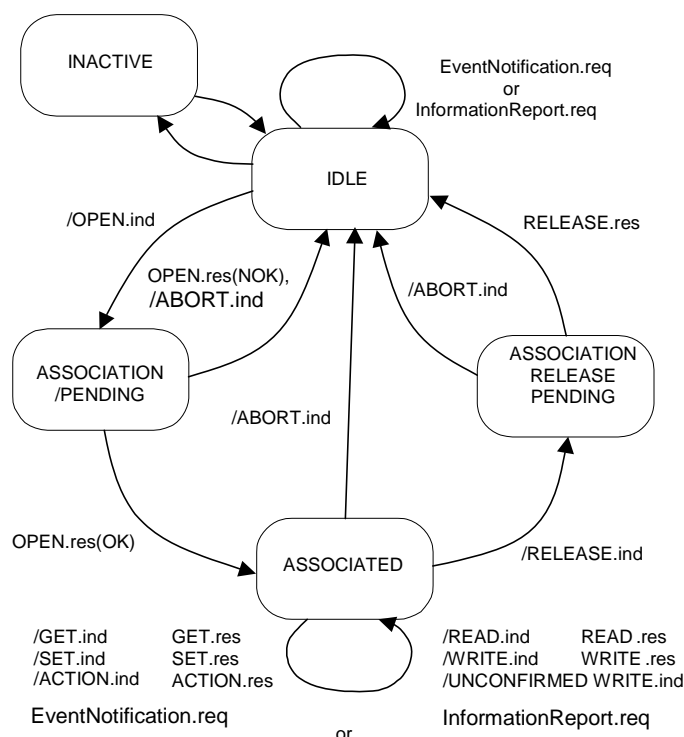 INACTIVE
EventNotification.req
or
InformationReport.req
IDLE
/OPEN.ind
RELEASE.res
OPEN.res(NOK),
/ABORT.ind
/ABORT.ind
ASSOCIATION
/PENDING
ASSOCIATION
RELEASE
PENDING
/ABORT.ind
OPEN.res(OK)
ASSOCIATED
/RELEASE.ind
/GET.ind GET.res
/SET.ind SET.res
/ACTION.ind ACTION.res
/READ.ind READ .res
/WRITE.ind WRITE .res
/UNCONFIRMED WRITE.ind
EventNotification.req
or
InformationReport.req